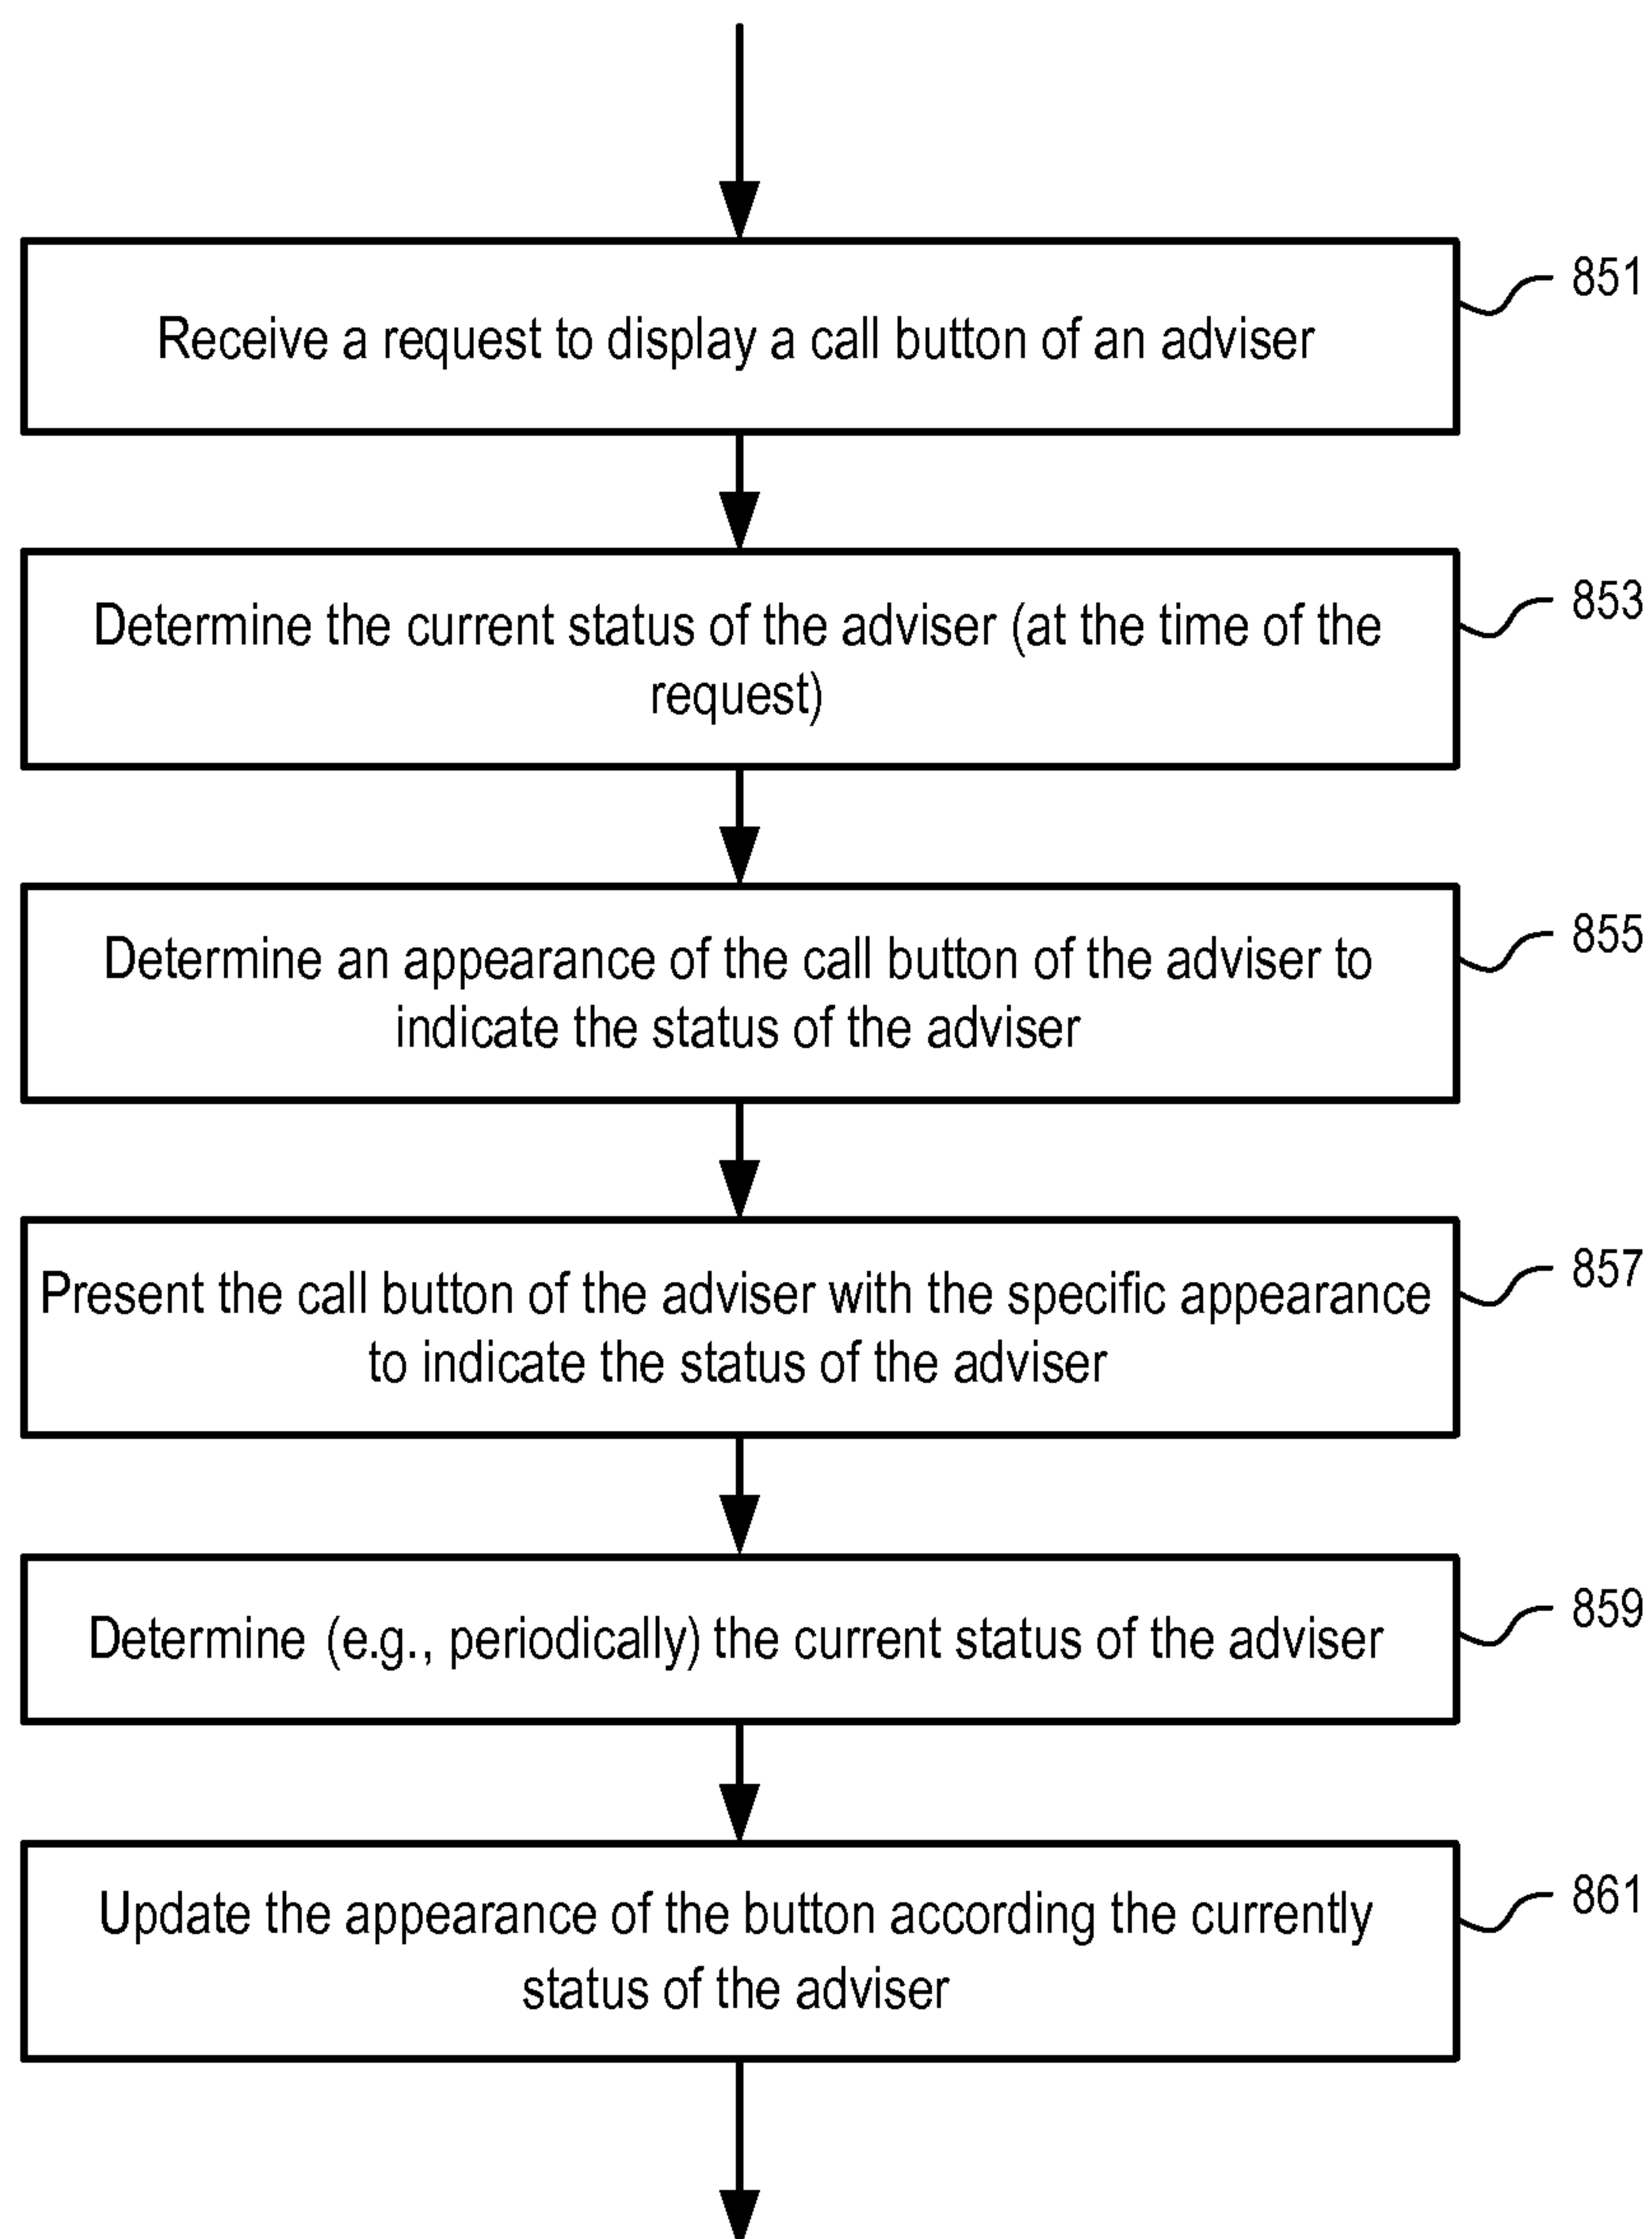 Receive a request to display a call button of an adviser
851
Determine the current status of the adviser (at the time of the
request)
853
Determine an appearance of the call button of the adviser to
indicate the status of the adviser
855
Present the call button of the adviser with the specific appearance
to indicate the status of the adviser
857
Determine (e.g., periodically) the current status of the adviser
859
Update the appearance of the button according the currently
status of the adviser
861